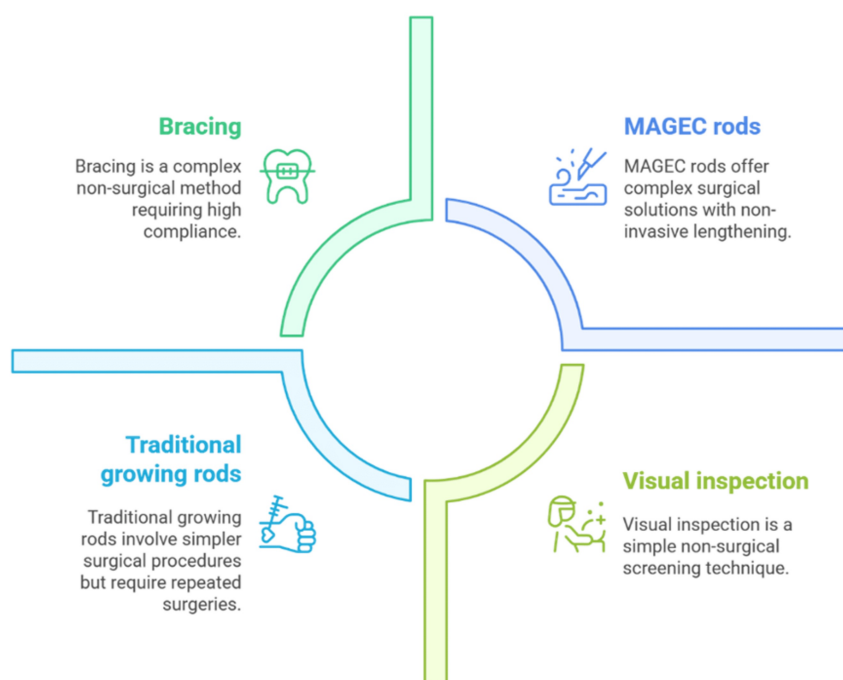 Bracing
Bracing is a complex
non-surgical method
requiring high
compliance.
MAGEC rods
MAGEC rods offer
complex surgical
solutions with non-
invasive lengthening.
Traditional
growing rods
Traditional growing
rods involve simpler
surgical procedures
but require repeated
surgeries.
Visual inspection
Visual inspection is a
simple non-surgical
screening technique.